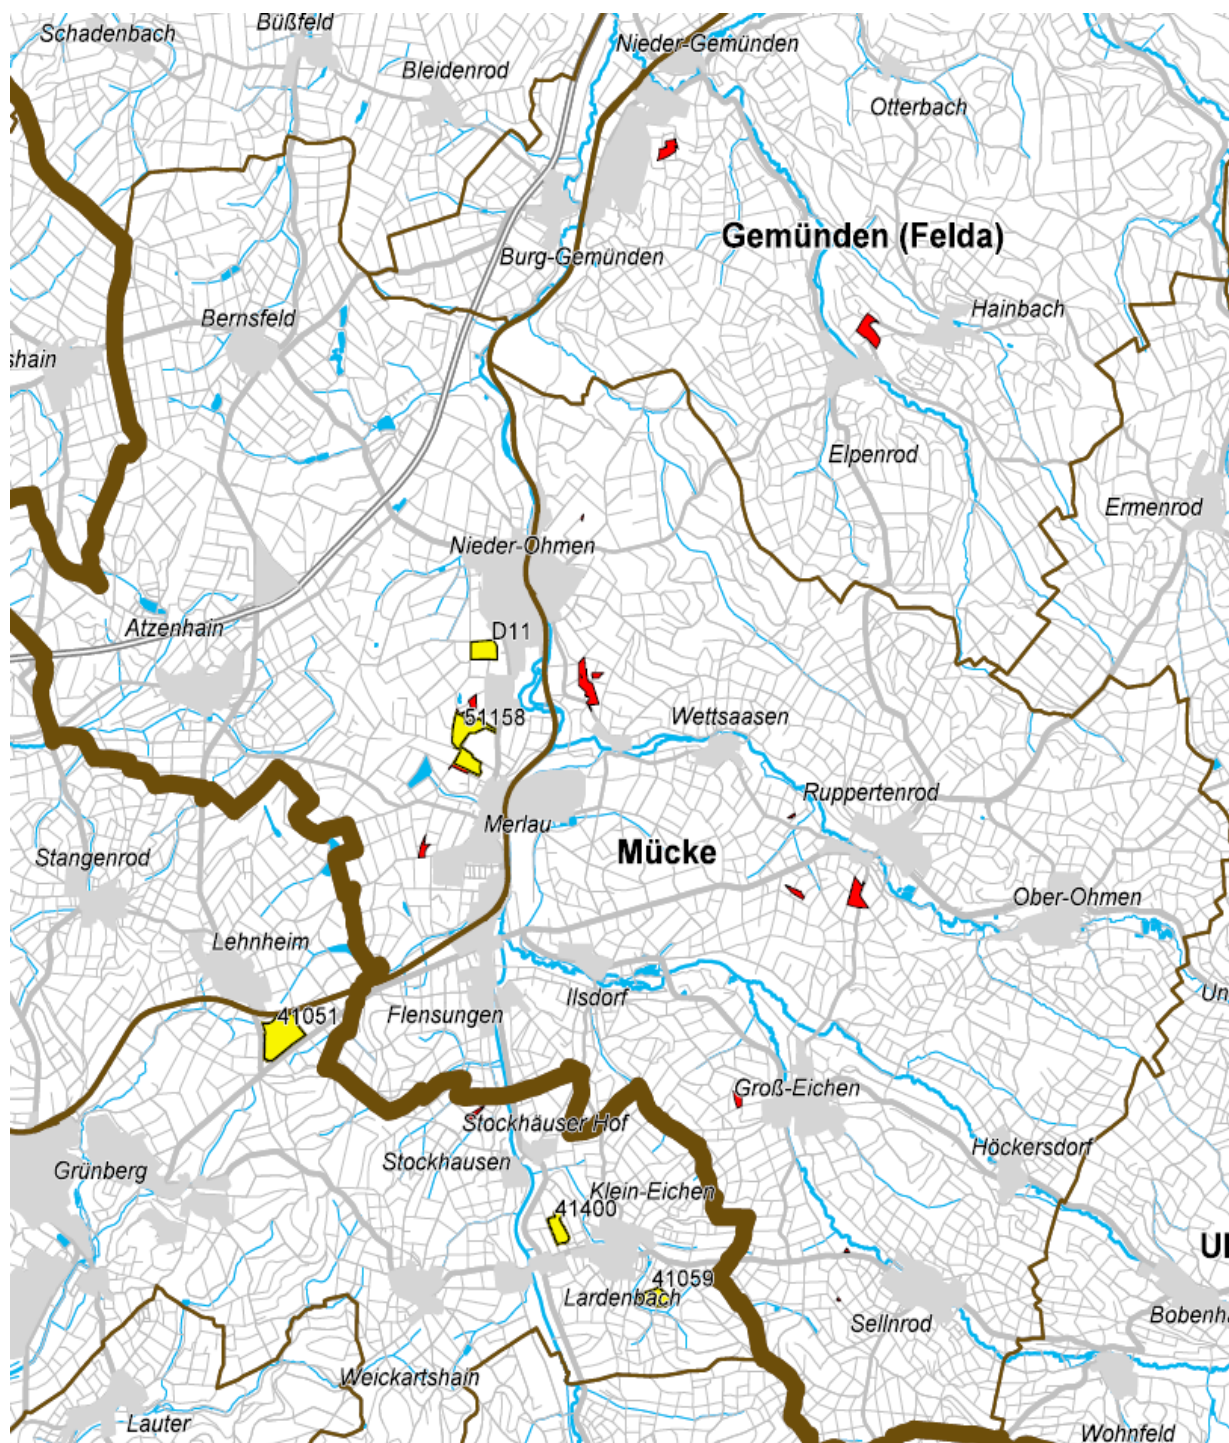 Büßfeld
Schadenbach
Nieder-Gemünden
Bleidenrod
Otterbach
Gemünden (Felda)
Burg-Gemünden
Hainbach
Bernsfeld
shain
Elpenrod
Ermenrod
Nieder-Ohmen
Atzenhain
D11
51158
Wettsaasen
Ruppertenrod
Merlau
Mücke
Stangenrod
Ober-Ohmen
Lehnheim
Un
Ilsdorf
41051
Flensungen
Groß-Eichen
Stockhäuser Hof
Höckersdorf
Stockhausen
Grünberg
Klein-Eichen
41400
Ul
41059
Lardenbach
Bobenha
Sellnrod
Weickartshain
Lauter
Wohnfeld